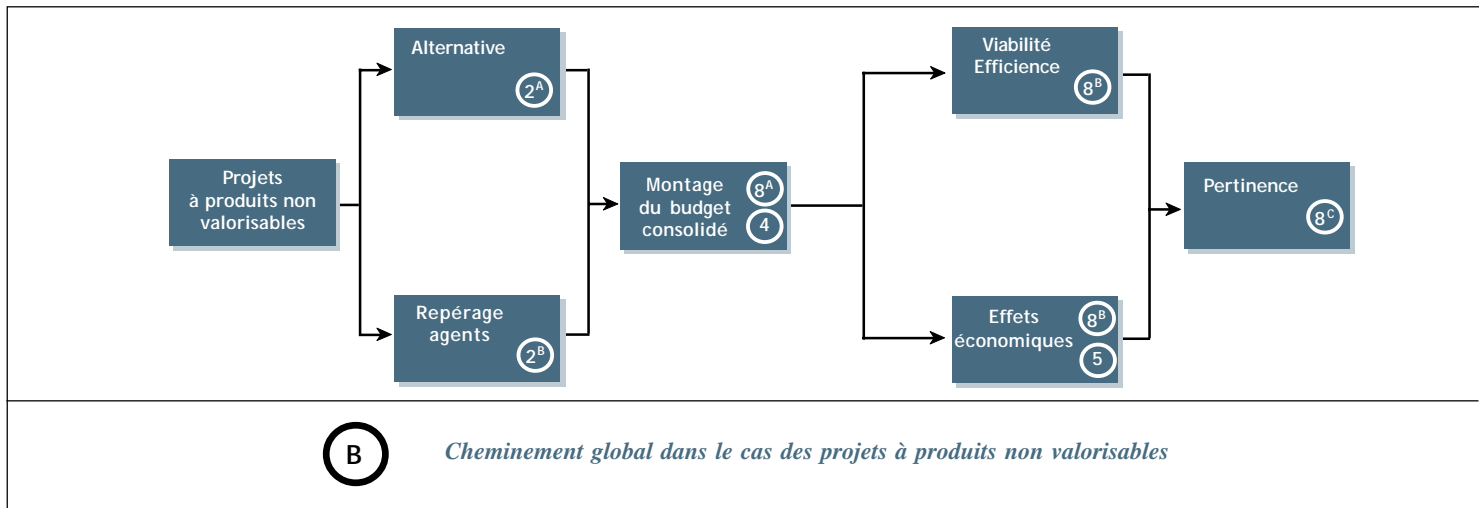 Projets
à produits non
valorisables
Alternative
2A
Repérage
agents
2B
Montage
du budget
consolidé
8A
4
Viabilité
Efficience
8B
Effets
économiques
8B
5
Pertinence
8C
B
Cheminement global dans le cas des projets à produits non valorisables